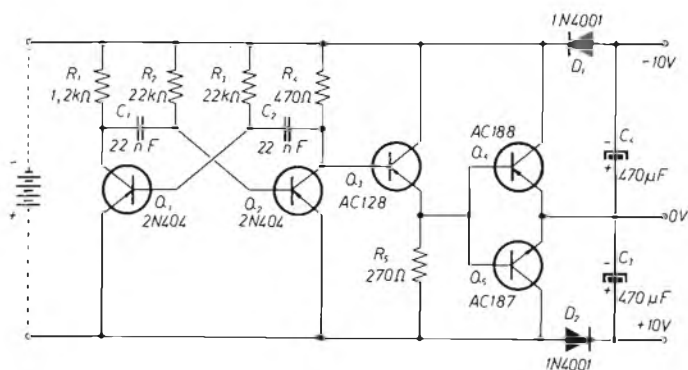 1N4001
D₁
-10V
R₁
1,2kΩ
R₂
22kΩ
R₃
22kΩ
R₄
470Ω
C₁
22 nF
C₂
22 nF
Q₁
2N404
Q₂
2N404
Q₃
AC128
AC188
Q₄
C₄
470µF
0V
-
+
R₅
270Ω
Q₅
AC187
C₃
470µF
D₂
+10V
1N4001
-
+
-
+